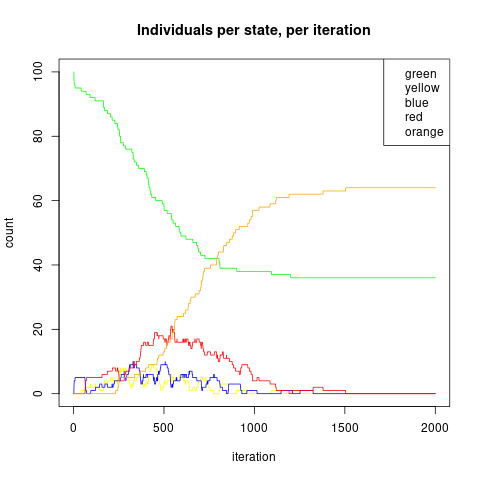 Individuals per state, per iteration
green
yellow
blue
red
orange
count
100
80
60
40
20
0
0 500 1000 1500 2000
iteration